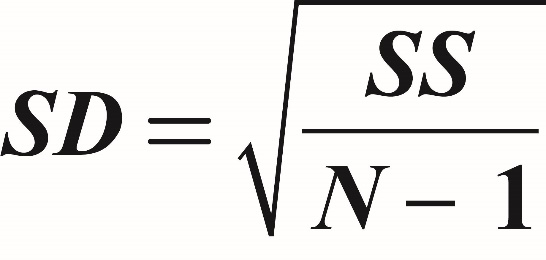 SD = √(SS / (N − 1))